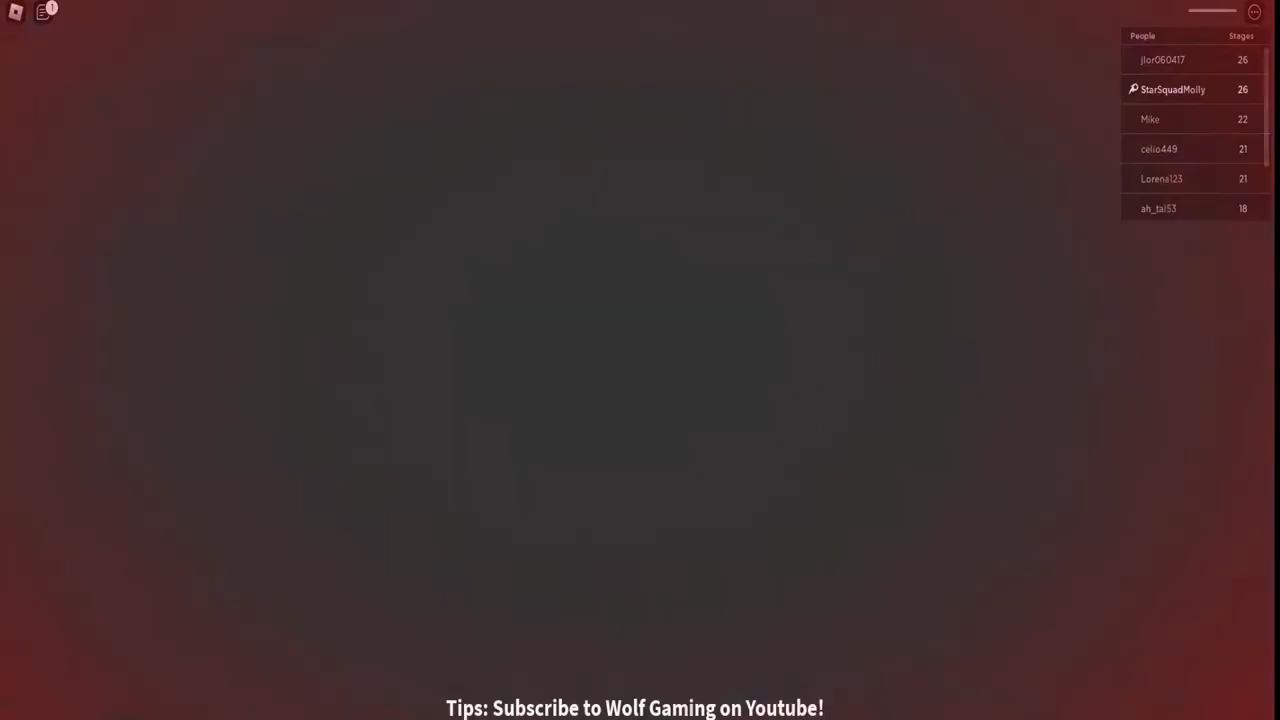 1
People Stages
jlor060417 26
StarSquadMolly 26
Mike 22
celio449 21
Lorena123 21
ah_tal53 18
Tips: Subscribe to Wolf Gaming on Youtube!